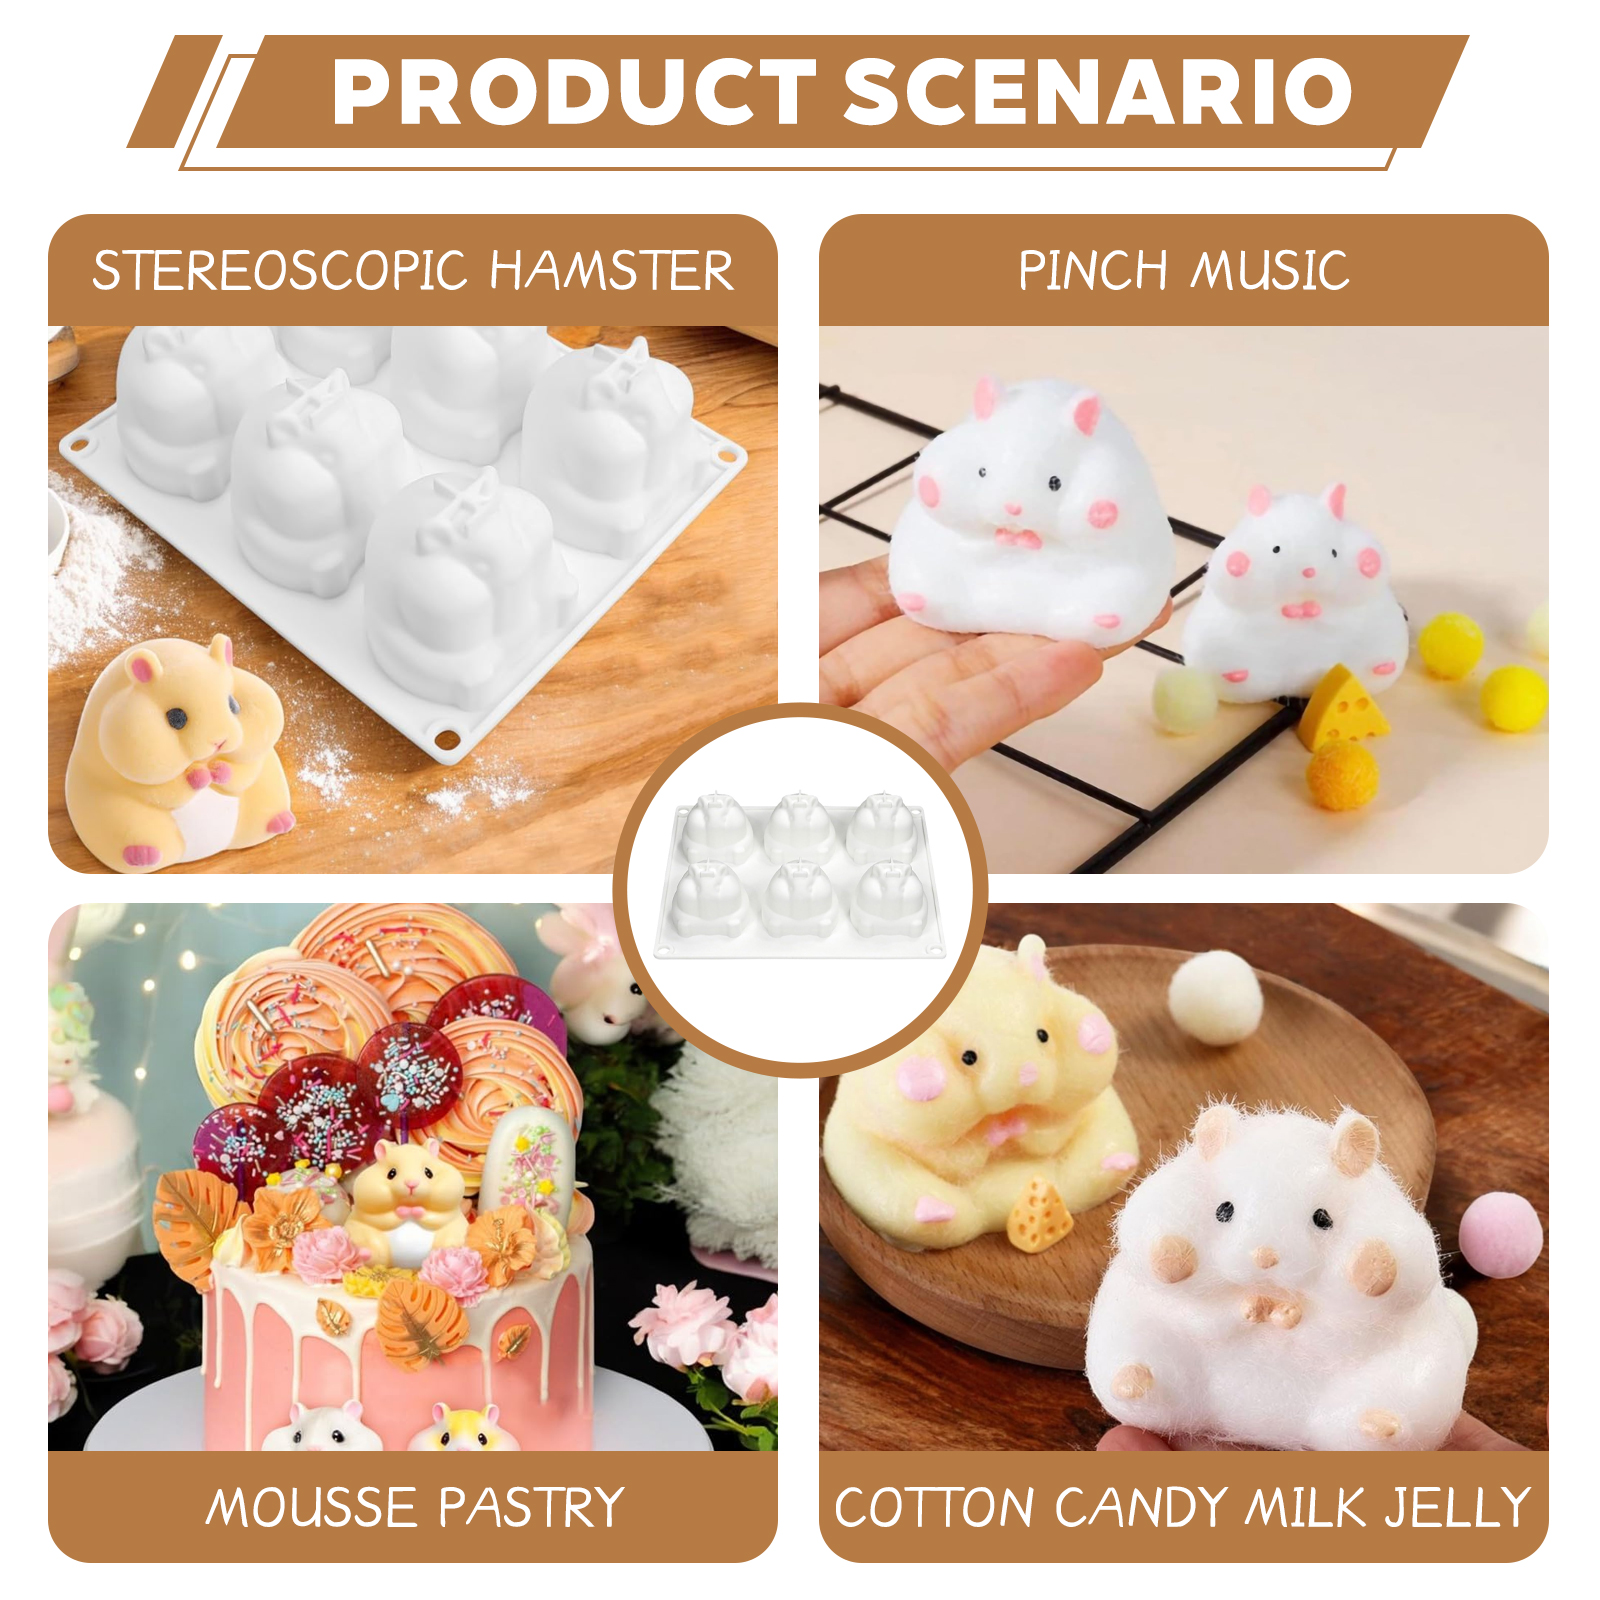 PRODUCT SCENARIO
STEREOSCOPIC HAMSTER
PINCH MUSIC
MOUSSE PASTRY
COTTON CANDY MILK JELLY